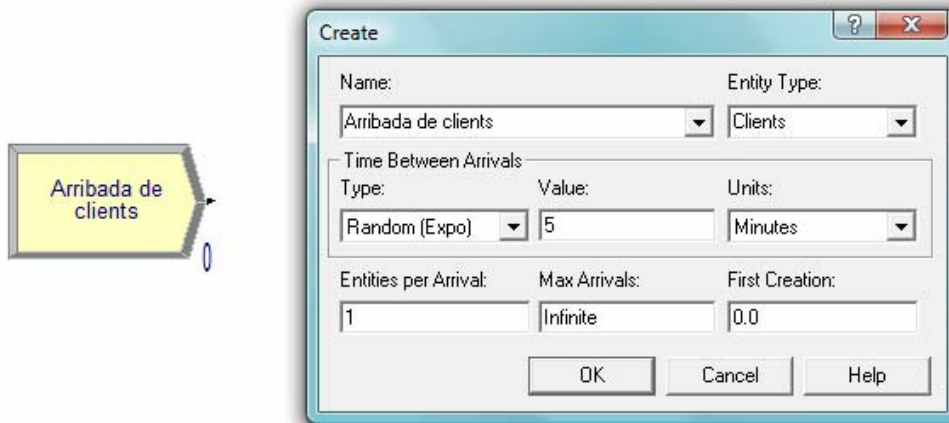 Arribada de
clients
0
Create
?
Name: Entity Type:
Arribada de clients Clients
Time Between Arrivals
Type: Value: Units:
Random (Expo) 5 Minutes
Entities per Arrival: Max Arrivals: First Creation:
1 Infinite 0.0
OK Cancel Help